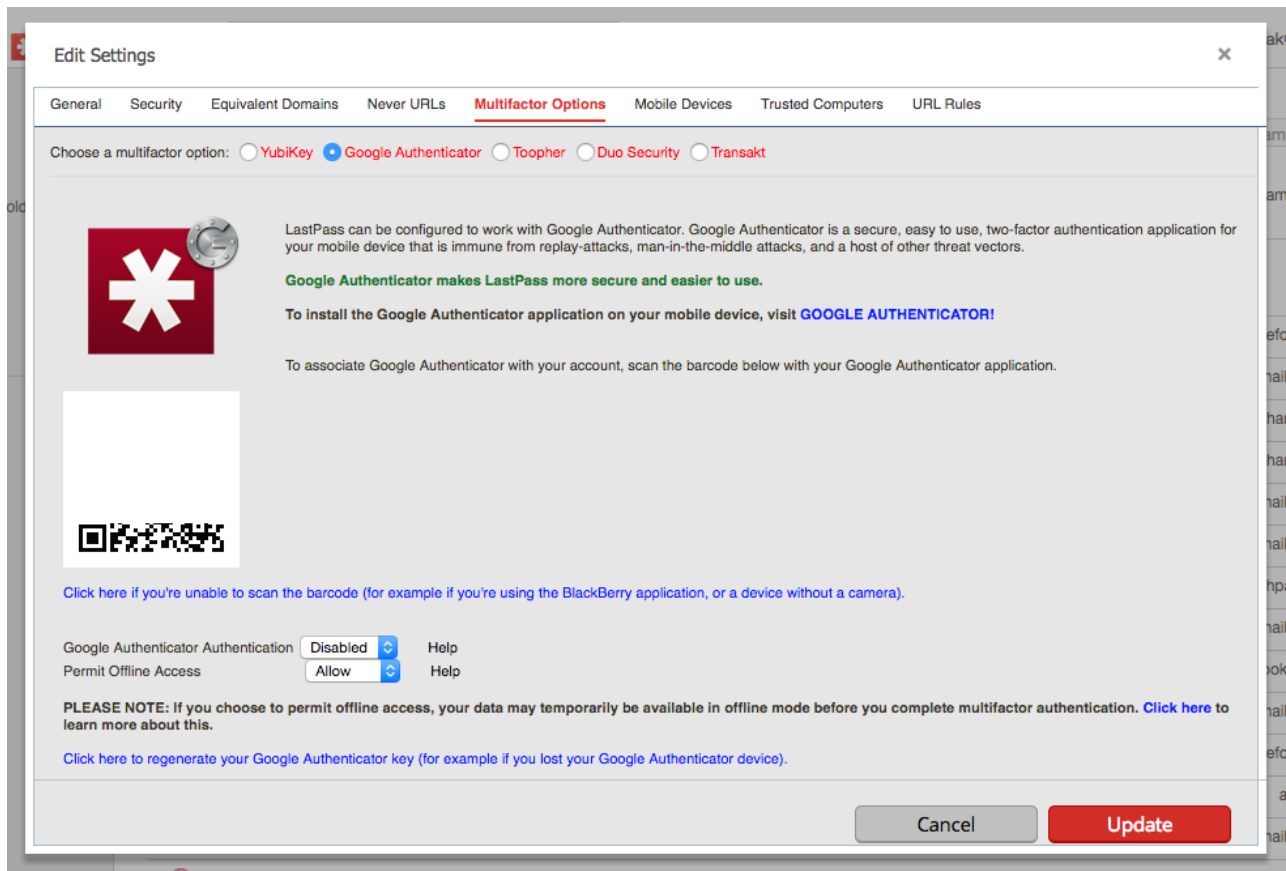 Edit Settings
General Security Equivalent Domains Never URLs Multifactor Options Mobile Devices Trusted Computers URL Rules
Choose a multifactor option: YubiKey Google Authenticator Toopher Duo Security Transakt
LastPass can be configured to work with Google Authenticator. Google Authenticator is a secure, easy to use, two-factor authentication application for
your mobile device that is immune from replay-attacks, man-in-the-middle attacks, and a host of other threat vectors.
Google Authenticator makes LastPass more secure and easier to use.
To install the Google Authenticator application on your mobile device, visit GOOGLE AUTHENTICATOR!
To associate Google Authenticator with your account, scan the barcode below with your Google Authenticator application.
Click here if you're unable to scan the barcode (for example if you're using the BlackBerry application, or a device without a camera).
Google Authenticator Authentication Disabled Help
Permit Offline Access Allow Help
PLEASE NOTE: If you choose to permit offline access, your data may temporarily be available in offline mode before you complete multifactor authentication. Click here to
learn more about this.
Click here to regenerate your Google Authenticator key (for example if you lost your Google Authenticator device).
Cancel Update